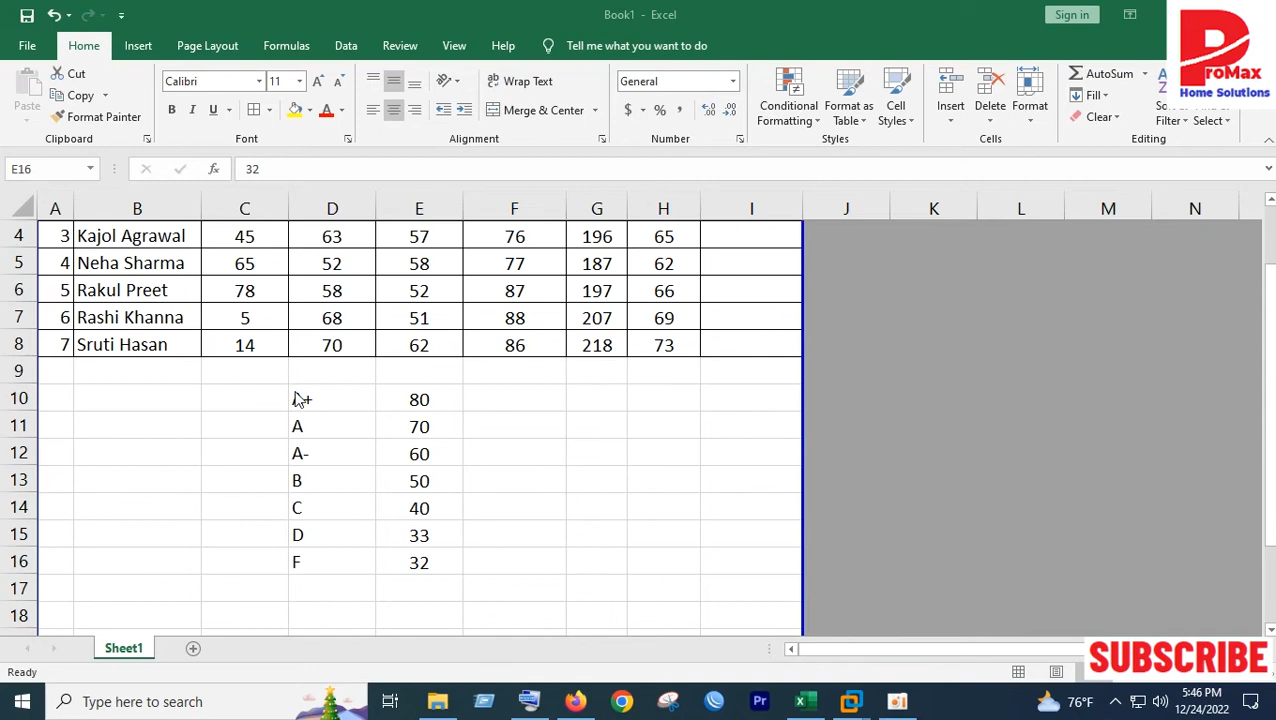 Book1 - Excel
Sign in
File Home Insert Page Layout Formulas Data Review View Help Tell me what you want to do
ProMax
Home Solutions
Paste Cut Copy Format Painter
Calibri 11
B I U
Wrap Text
Merge & Center
General
$ % ,
Conditional Formatting
Format as Table
Cell Styles
Insert Delete Format
AutoSum
Fill
Clear
Filter Select
Clipboard Font Alignment Number Styles Cells Editing
E16 fx 32
A B C D E F G H I J K L M N
4 3 Kajol Agrawal 45 63 57 76 196 65
5 4 Neha Sharma 65 52 58 77 187 62
6 5 Rakul Preet 78 58 52 87 197 66
7 6 Rashi Khanna 5 68 51 88 207 69
8 7 Sruti Hasan 14 70 62 86 218 73
9
10 A+ 80
11 A 70
12 A- 60
13 B 50
14 C 40
15 D 33
16 F 32
17
18
Sheet1
SUBSCRIBE
Ready
Type here to search
Pr
76°F
5:46 PM
12/24/2022